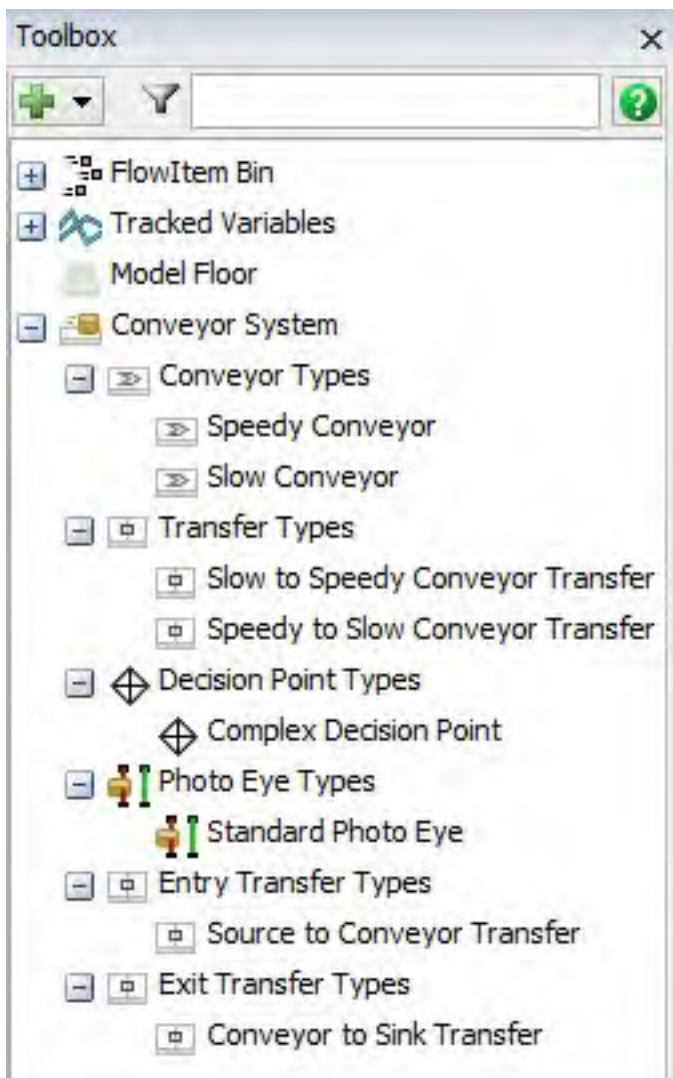 Toolbox
FlowItem Bin
Tracked Variables
Model Floor
Conveyor System
Conveyor Types
Speedy Conveyor
Slow Conveyor
Transfer Types
Slow to Speedy Conveyor Transfer
Speedy to Slow Conveyor Transfer
Decision Point Types
Complex Decision Point
Photo Eye Types
Standard Photo Eye
Entry Transfer Types
Source to Conveyor Transfer
Exit Transfer Types
Conveyor to Sink Transfer